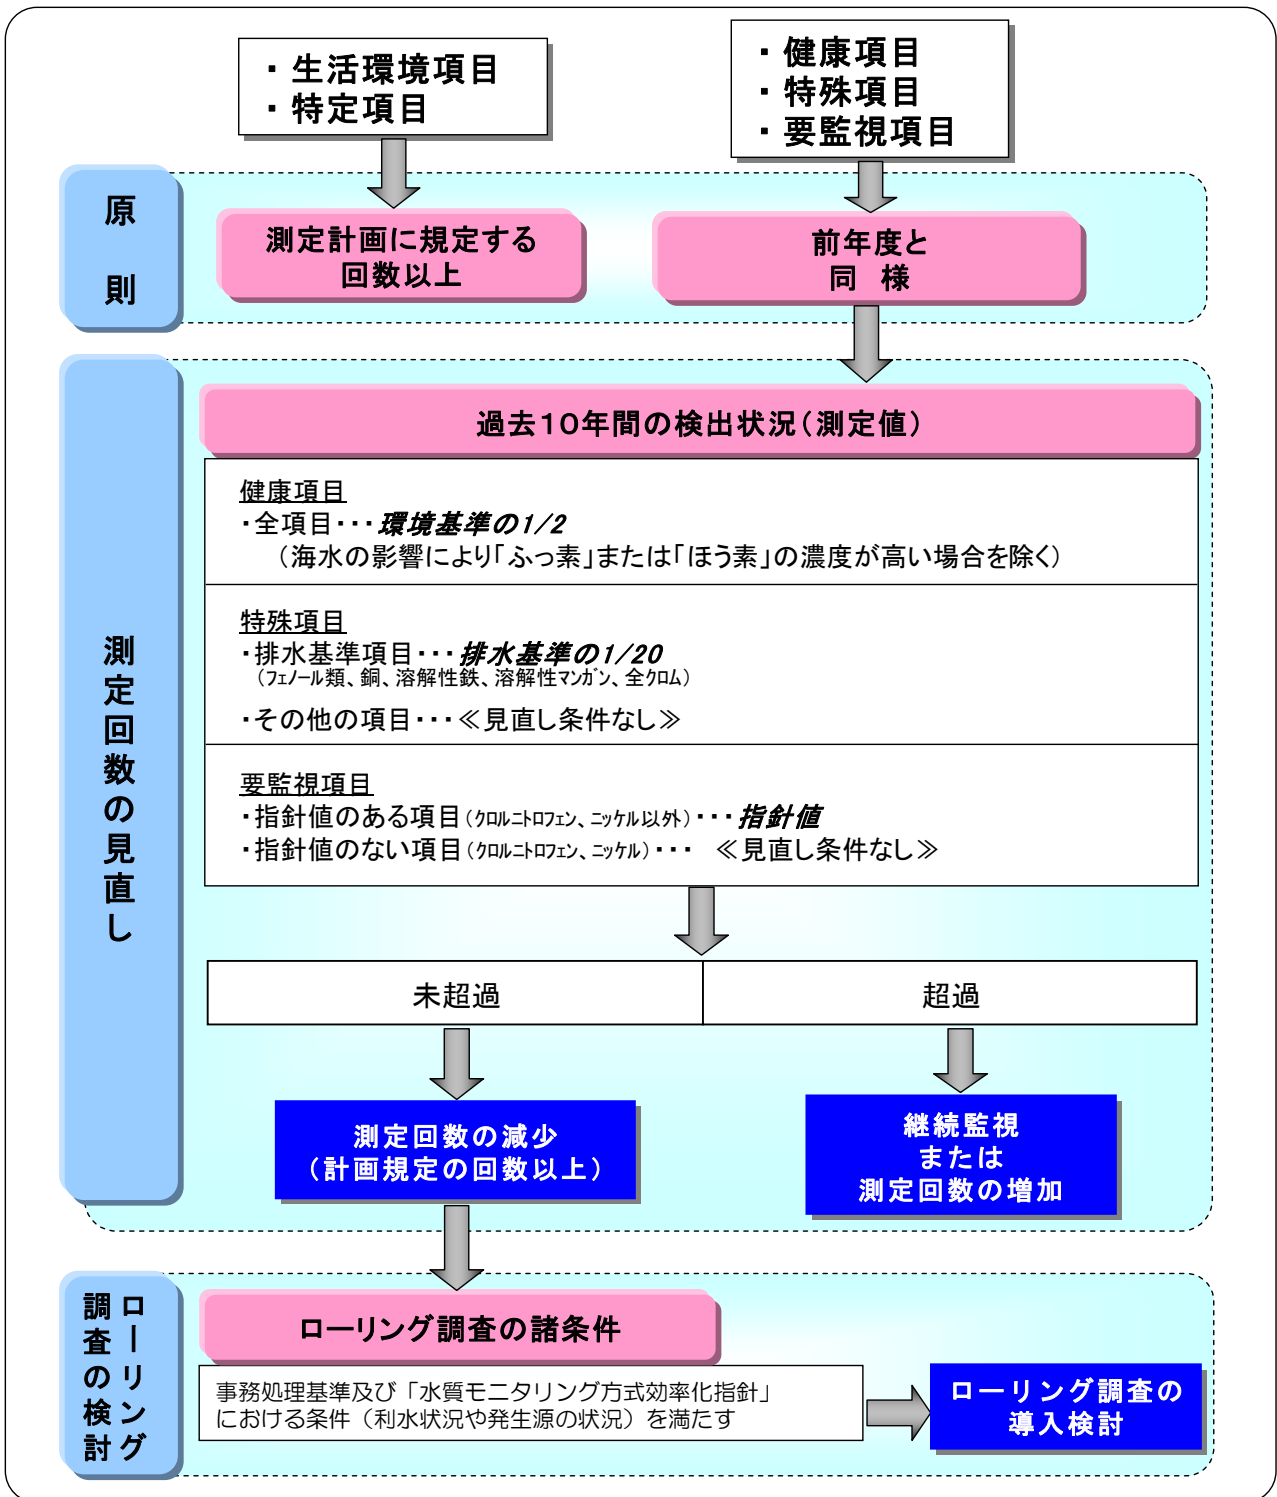 ・生活環境項目
・特定項目
・健康項目
・特殊項目
・要監視項目
原則
測定計画に規定する
回数以上
前年度と
同　様
測定回数の見直し
過去10年間の検出状況（測定値）
健康項目
・全項目・・・環境基準の1/2
（海水の影響により「ふっ素」または「ほう素」の濃度が高い場合を除く）
特殊項目
・排水基準項目・・・排水基準の1/20
（フェノール類、銅、溶解性鉄、溶解性マンガン、全クロム）
・その他の項目・・・≪見直し条件なし≫
要監視項目
・指針値のある項目（クロルニトロフェン、ニッケル以外）・・・指針値
・指針値のない項目（クロルニトロフェン、ニッケル）・・・　≪見直し条件なし≫
未超過
超過
測定回数の減少
（計画規定の回数以上）
継続監視
または
測定回数の増加
ローリング
調査の検討
ローリング調査の諸条件
事務処理基準及び「水質モニタリング方式効率化指針」
における条件（利水状況や発生源の状況）を満たす
ローリング調査の
導入検討